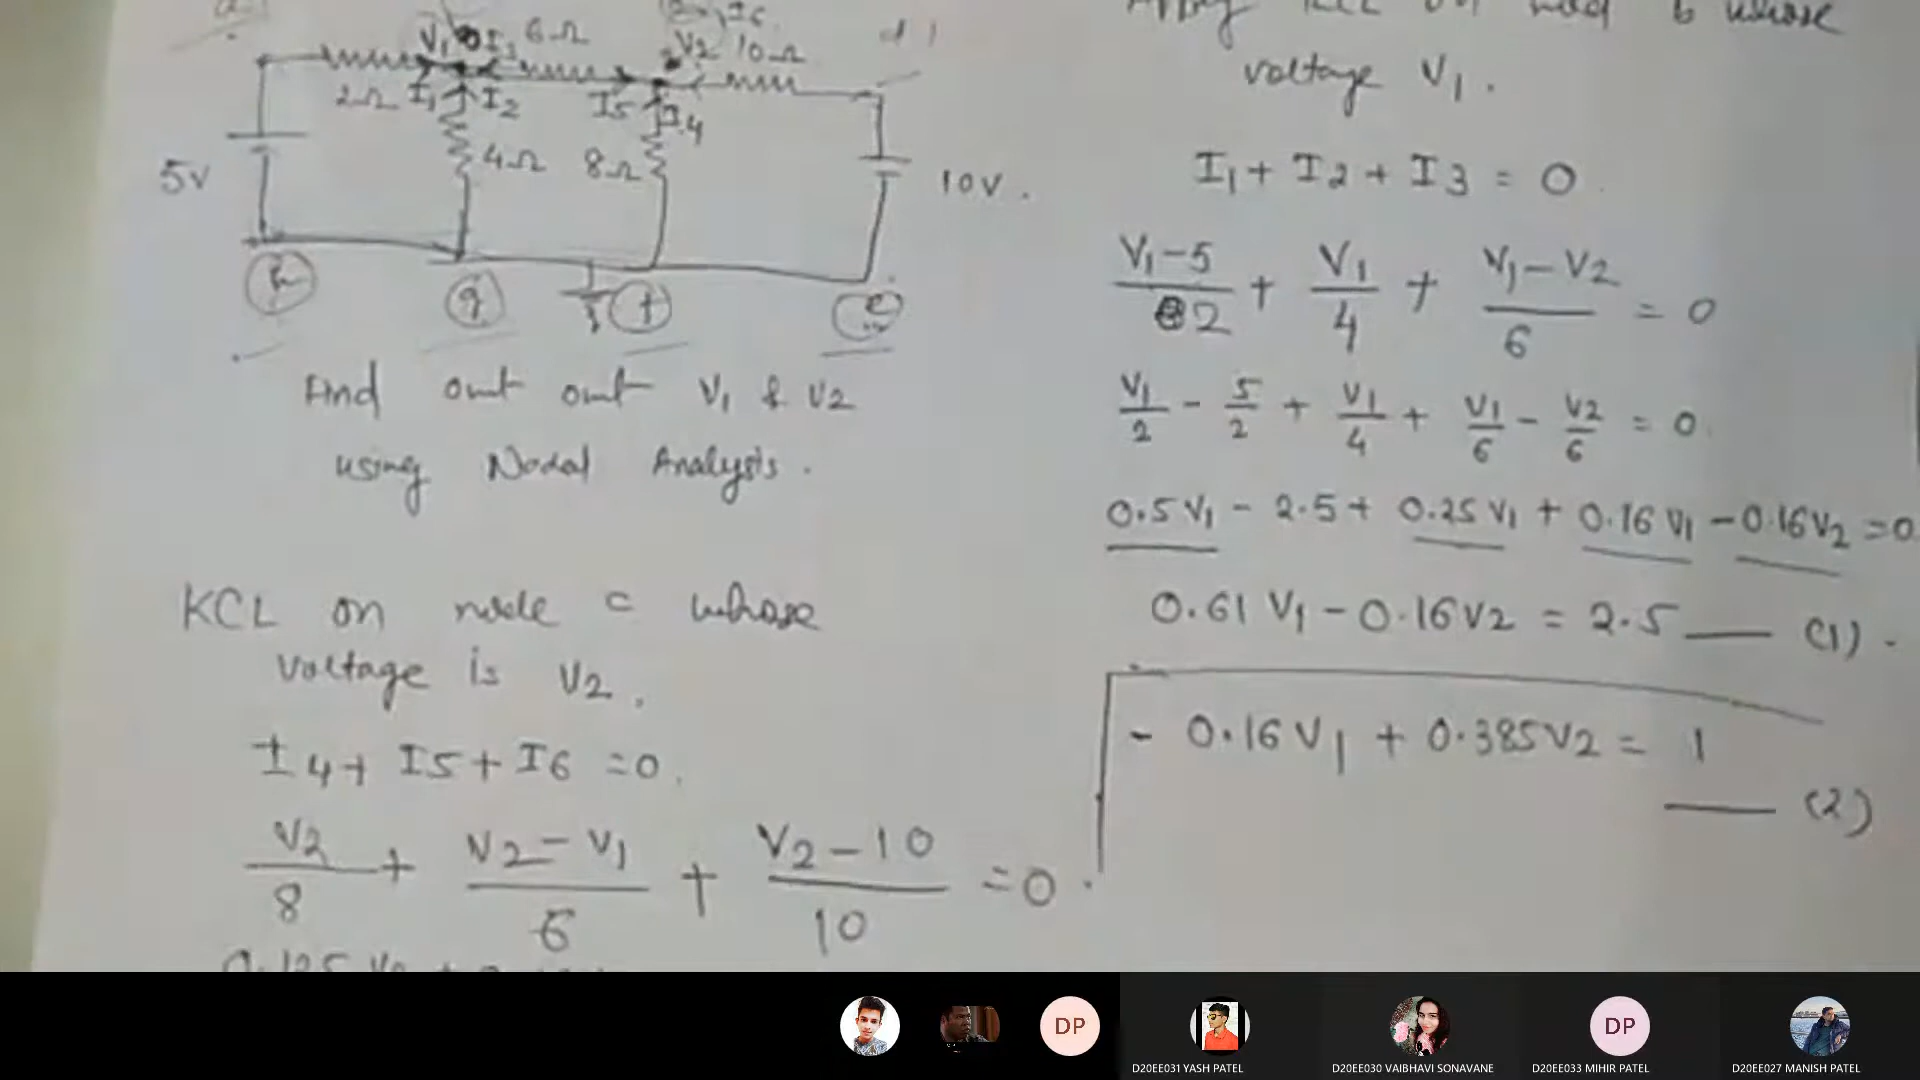 V1 I3 6Ω V2 10Ω
2Ω I1 I2 I5 I4
5V 4Ω 8Ω 10V.
h g f e
Find out out V1 & V2
using Nodal Analysis.
KCL on node c whose
voltage is V2.
I4 + I5 + I6 = 0.
V2/8 + V2-V1/6 + V2-10/10 = 0.
KCL b whose
voltage V1.
I1 + I2 + I3 = 0.
V1-5/2 + V1/4 + V1-V2/6 = 0
V1/2 - 5/2 + V1/4 + V1/6 - V2/6 = 0.
0.5V1 - 2.5 + 0.25V1 + 0.16V1 - 0.16V2 = 0
0.61V1 - 0.16V2 = 2.5 — (1).
- 0.16V1 + 0.385V2 = 1
— (2)
DP DP
D20EE031 YASH PATEL D20EE030 VAIBHAVI SONAVANE D20EE033 MIHIR PATEL D20EE027 MANISH PATEL